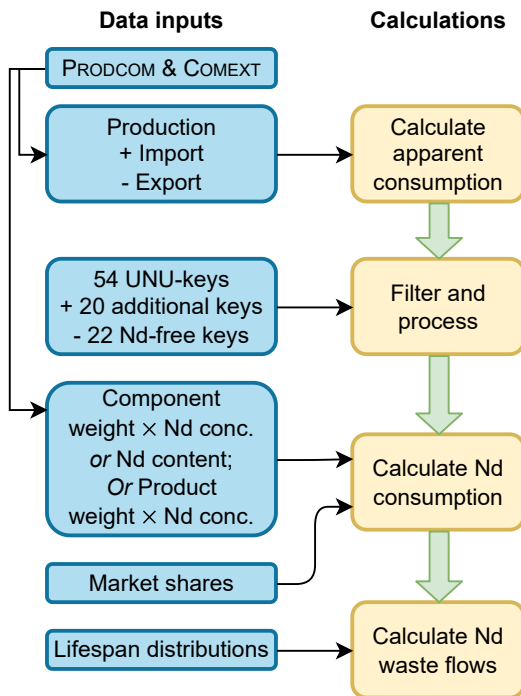 Data inputs
Calculations
PRODCOM & COMEXT
Production
+ Import
- Export
Calculate
apparent
consumption
54 UNU-keys
+ 20 additional keys
- 22 Nd-free keys
Filter and
process
Component
weight × Nd conc.
or Nd content;
Or Product
weight × Nd conc.
Calculate Nd
consumption
Market shares
Lifespan distributions
Calculate Nd
waste flows